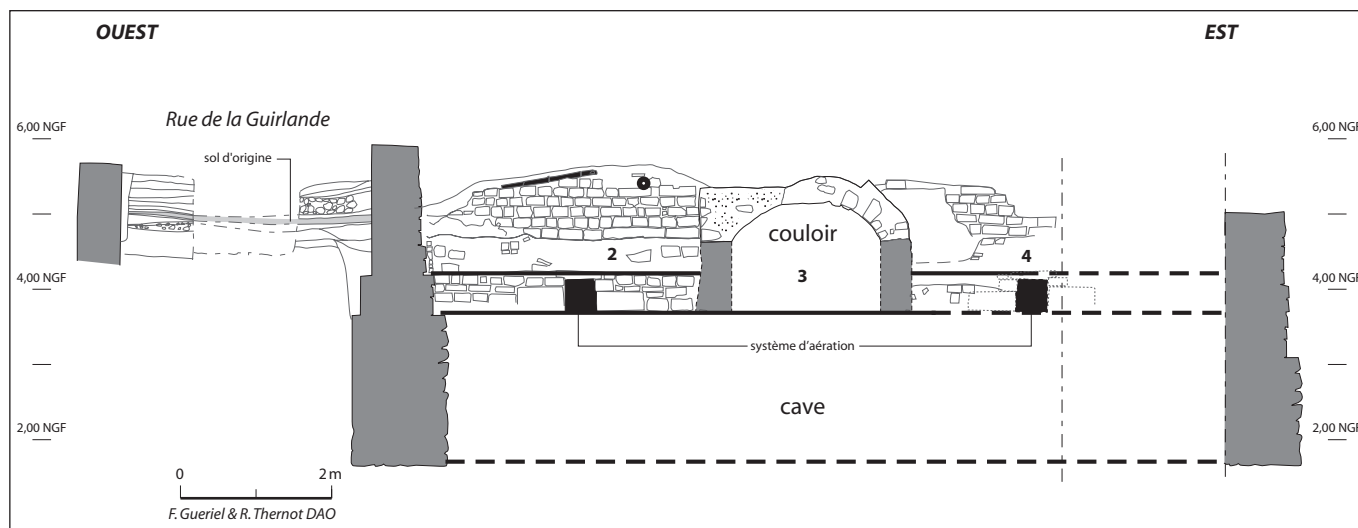 OUEST
EST
Rue de la Guirlande
6,00 NGF
6,00 NGF
sol d'origine
couloir
2
4
3
4,00 NGF
4,00 NGF
système d'aération
cave
2,00 NGF
2,00 NGF
0
2 m
F. Gueriel & R. Thernot DAO